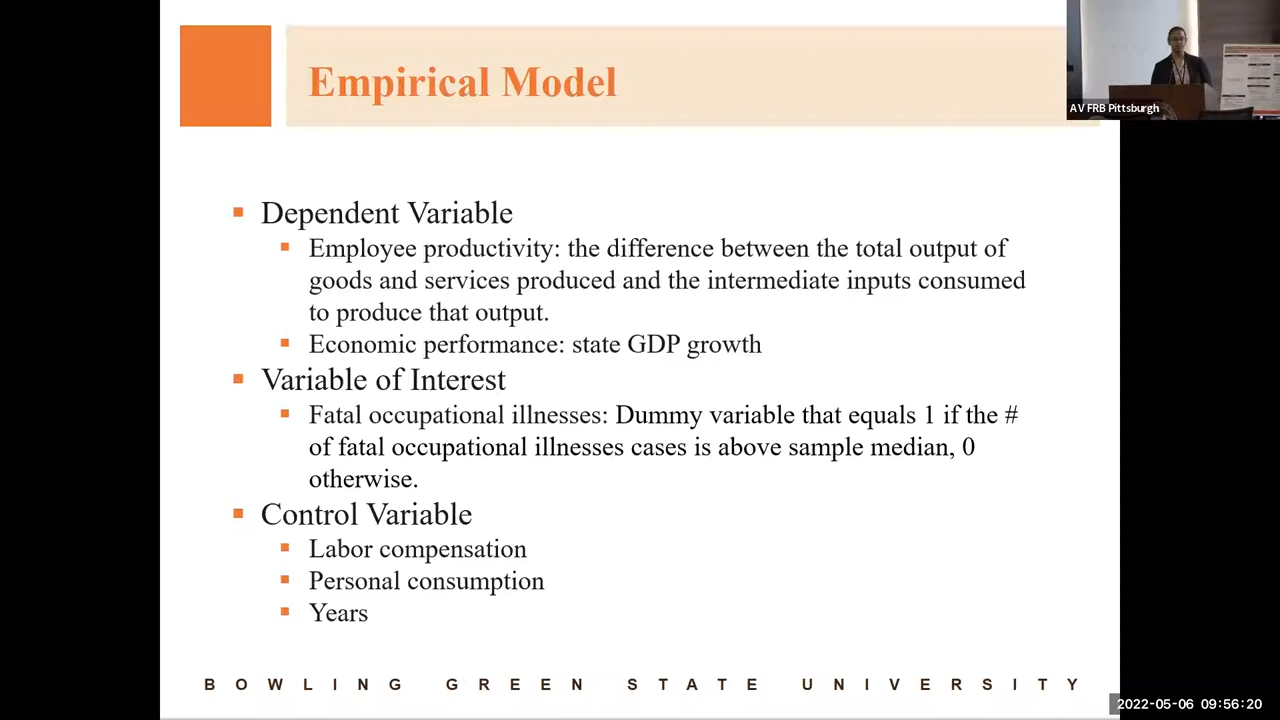 Empirical Model
AV FRB Pittsburgh
Dependent Variable
Employee productivity: the difference between the total output of
goods and services produced and the intermediate inputs consumed
to produce that output.
Economic performance: state GDP growth
Variable of Interest
Fatal occupational illnesses: Dummy variable that equals 1 if the #
of fatal occupational illnesses cases is above sample median, 0
otherwise.
Control Variable
Labor compensation
Personal consumption
Years
BOWLING GREEN STATE UNIVERSITY
2022-05-06 09:56:20